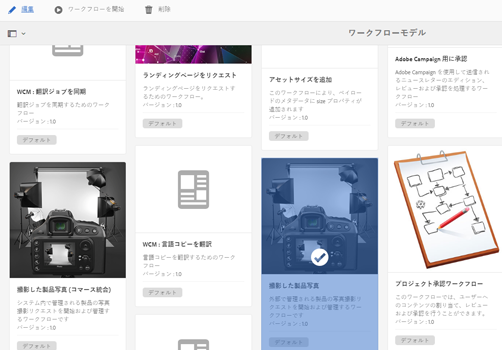 編集
ワークフローを開始
削除
ワークフローモデル
WCM : 翻訳ジョブを同期
翻訳ジョブを同期するためのワーク
フロー
バージョン : 1.0
デフォルト
ランディングページをリクエスト
ランディングページをリクエストす
るためのワークフロー。
バージョン : 1.0
デフォルト
アセットサイズを追加
このワークフローにより、ペイロー
ドのメタデータに size プロパティが
追加されます
バージョン : 1.0
デフォルト
Adobe Campaign 用に承認
Adobe Campaign を使用して送信され
るニュースレターのエディション、
レビューおよび承認を処理するワー
クフロー
バージョン : 1.0
デフォルト
撮影した製品写真 (コマース統合)
システム内で管理される製品の写真撮
影リクエストを開始および管理する
ワークフローです
バージョン : 1.0
デフォルト
WCM : 言語コピーを翻訳
言語コピーを翻訳するためのワーク
フロー
バージョン : 1.0
デフォルト
撮影した製品写真
外部で管理される製品の写真撮影リ
クエストを開始および管理するワー
クフローです
バージョン : 1.0
デフォルト
プロジェクト承認ワークフロー
このワークフローでは、ユーザーへ
のコンテンツの割り当て、レビュー
および承認を行うことができます。
バージョン : 1.0
デフォルト